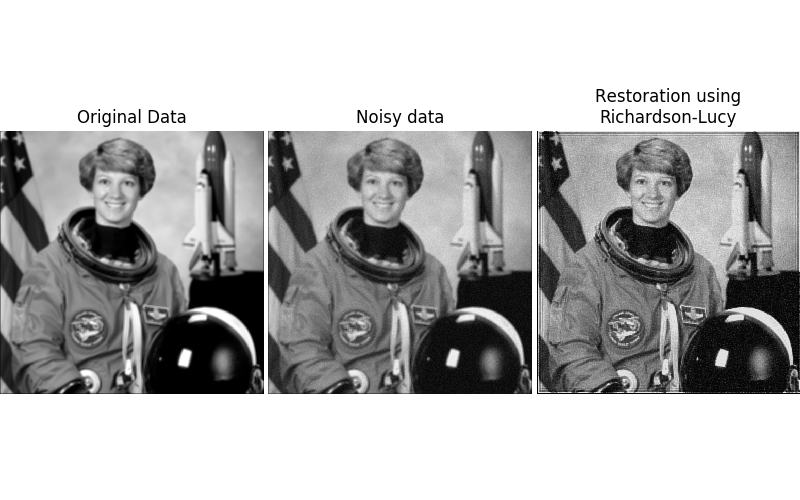 Original Data
Noisy data
Restoration using
Richardson-Lucy